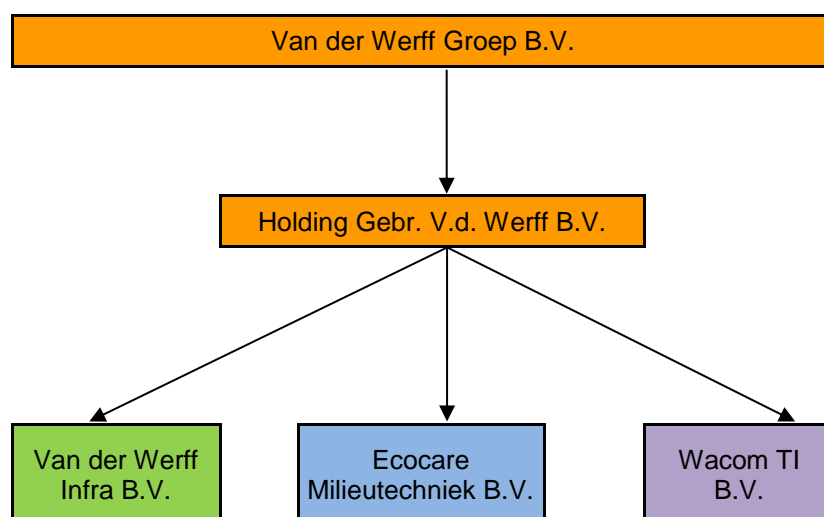 Van der Werff Groep B.V.
Holding Gebr. V.d. Werff B.V.
Van der Werff
Infra B.V.
Ecocare
Milieutechniek B.V.
Wacom TI
B.V.